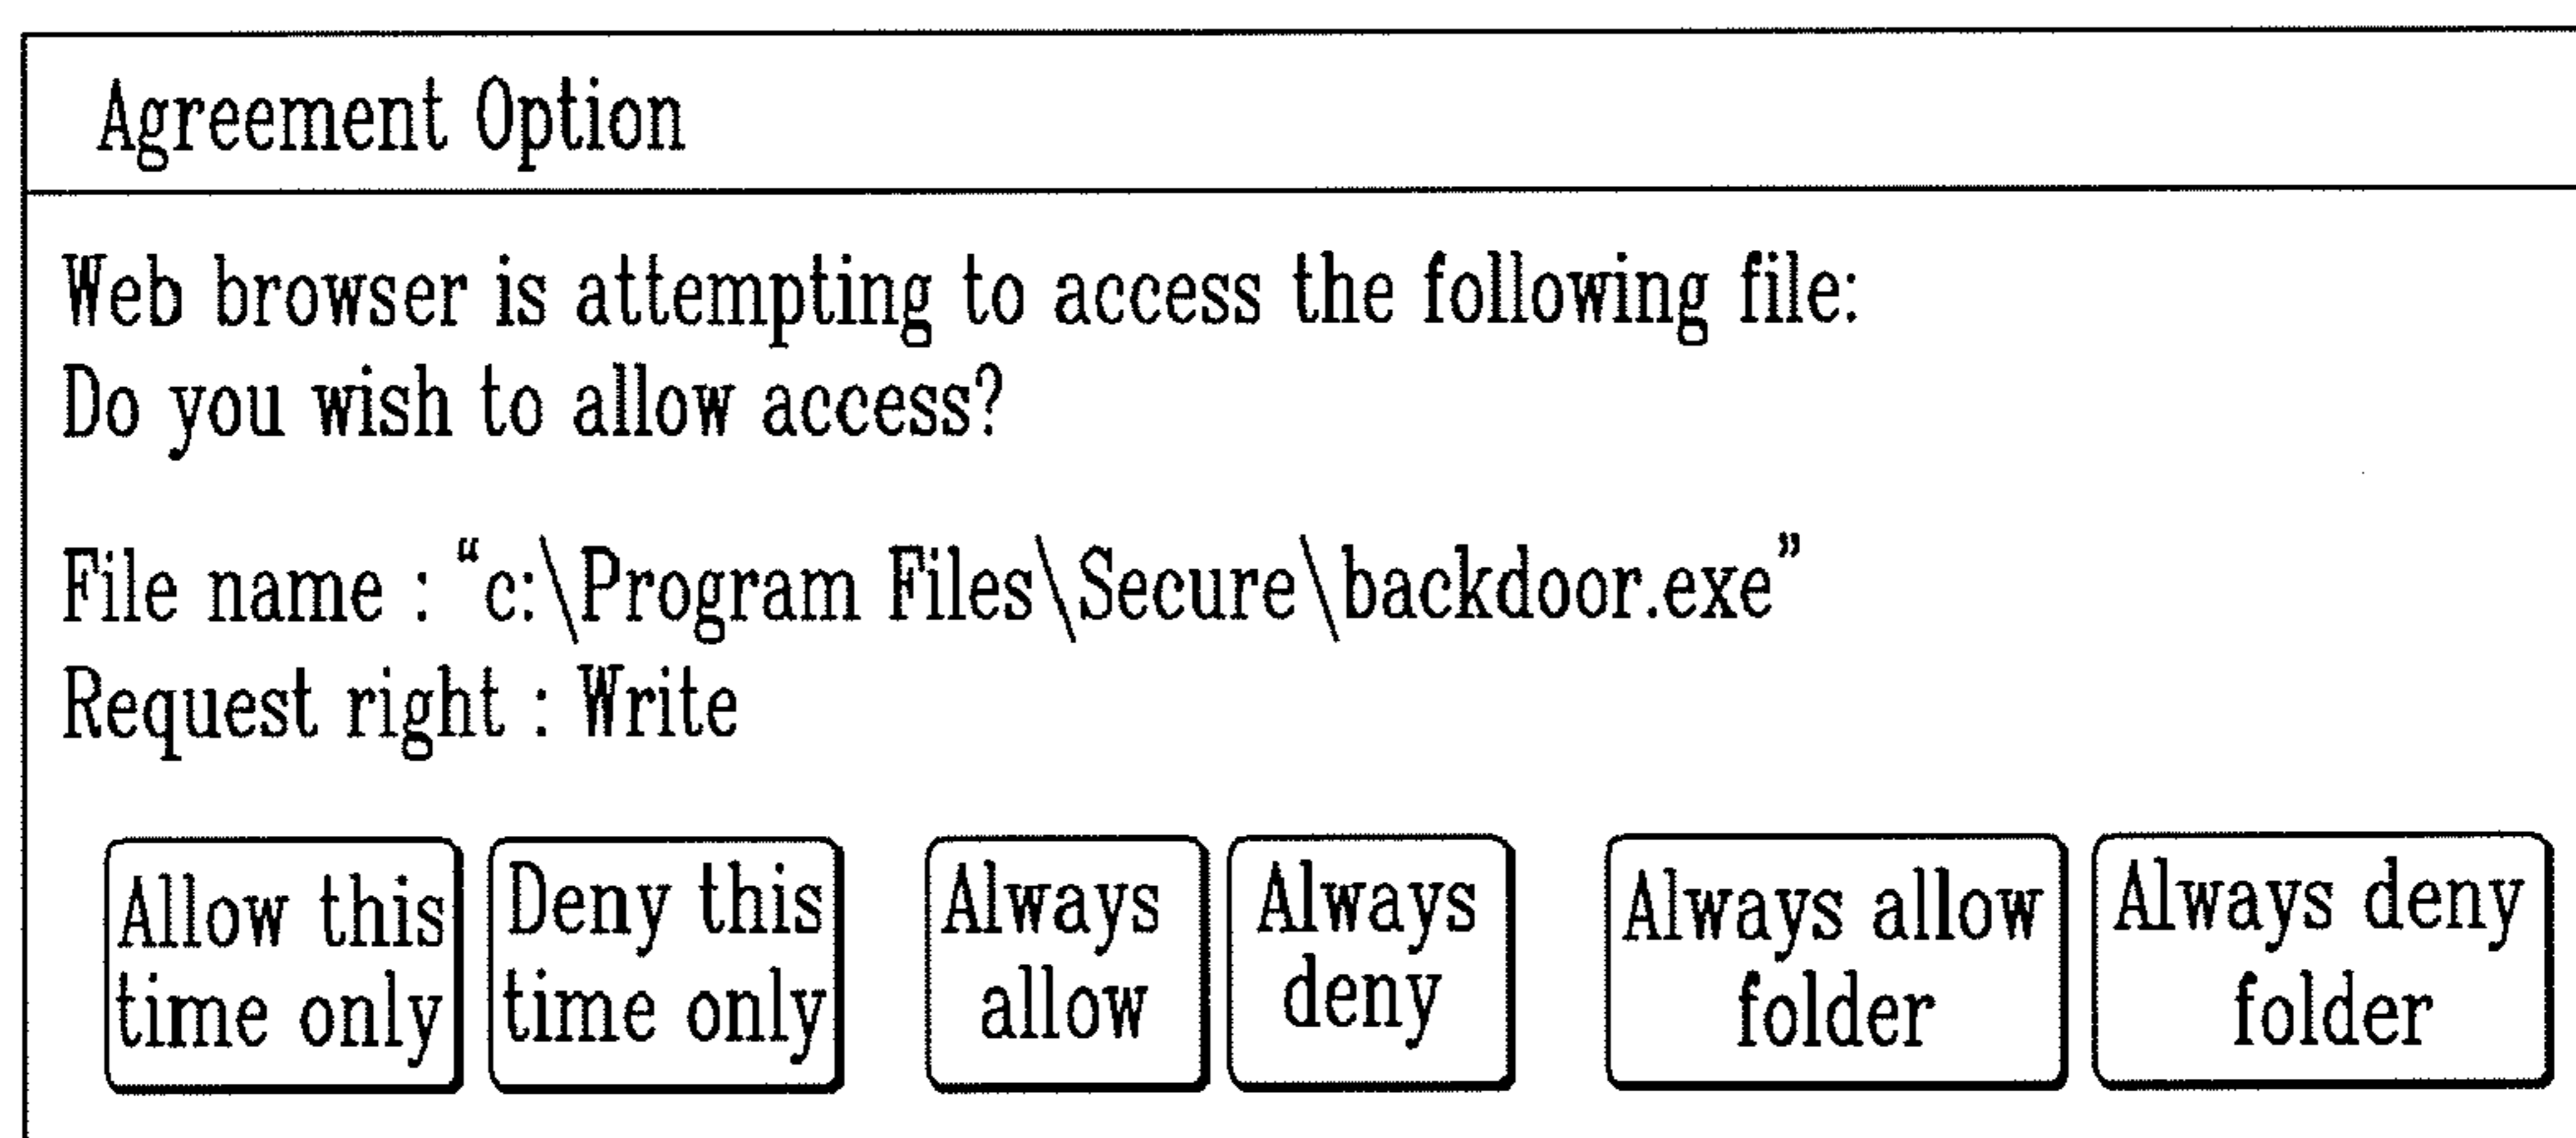 Agreement Option
Web browser is attempting to access the following file:
Do you wish to allow access?
File name : “c:\Program Files\Secure\backdoor.exe”
Request right : Write
Allow this
time only
Deny this
time only
Always
allow
Always
deny
Always allow
folder
Always deny
folder